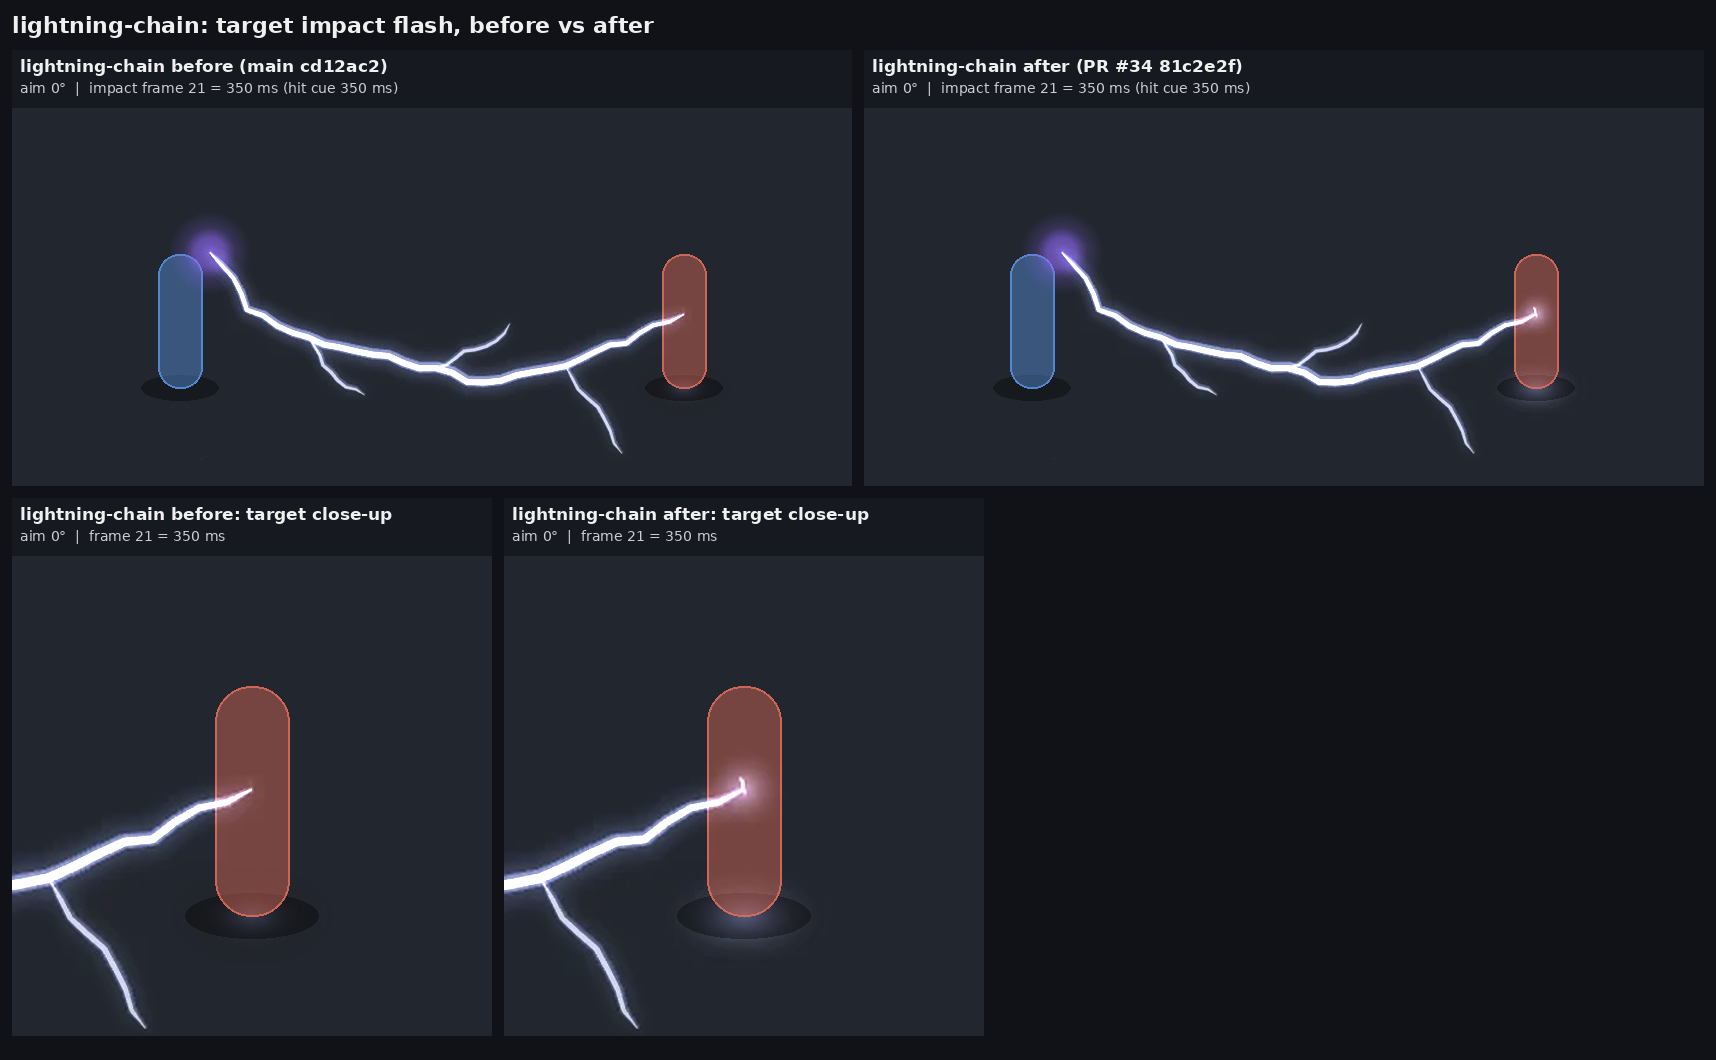 lightning-chain: target impact flash, before vs after
lightning-chain before (main cd12ac2)
aim 0° | impact frame 21 = 350 ms (hit cue 350 ms)
lightning-chain after (PR #34 81c2e2f)
aim 0° | impact frame 21 = 350 ms (hit cue 350 ms)
lightning-chain before: target close-up
aim 0° | frame 21 = 350 ms
lightning-chain after: target close-up
aim 0° | frame 21 = 350 ms